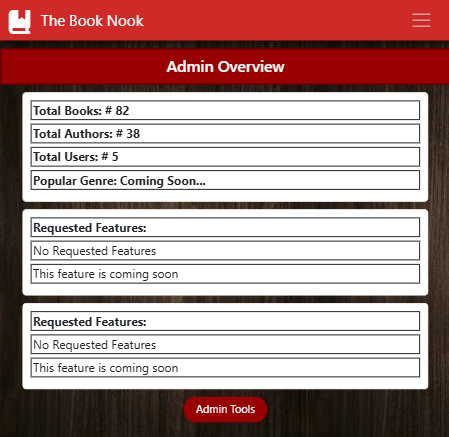 The Book Nook
Admin Overview
Total Books: # 82
Total Authors: # 38
Total Users: # 5
Popular Genre: Coming Soon...
Requested Features:
No Requested Features
This feature is coming soon
Requested Features:
No Requested Features
This feature is coming soon
Admin Tools